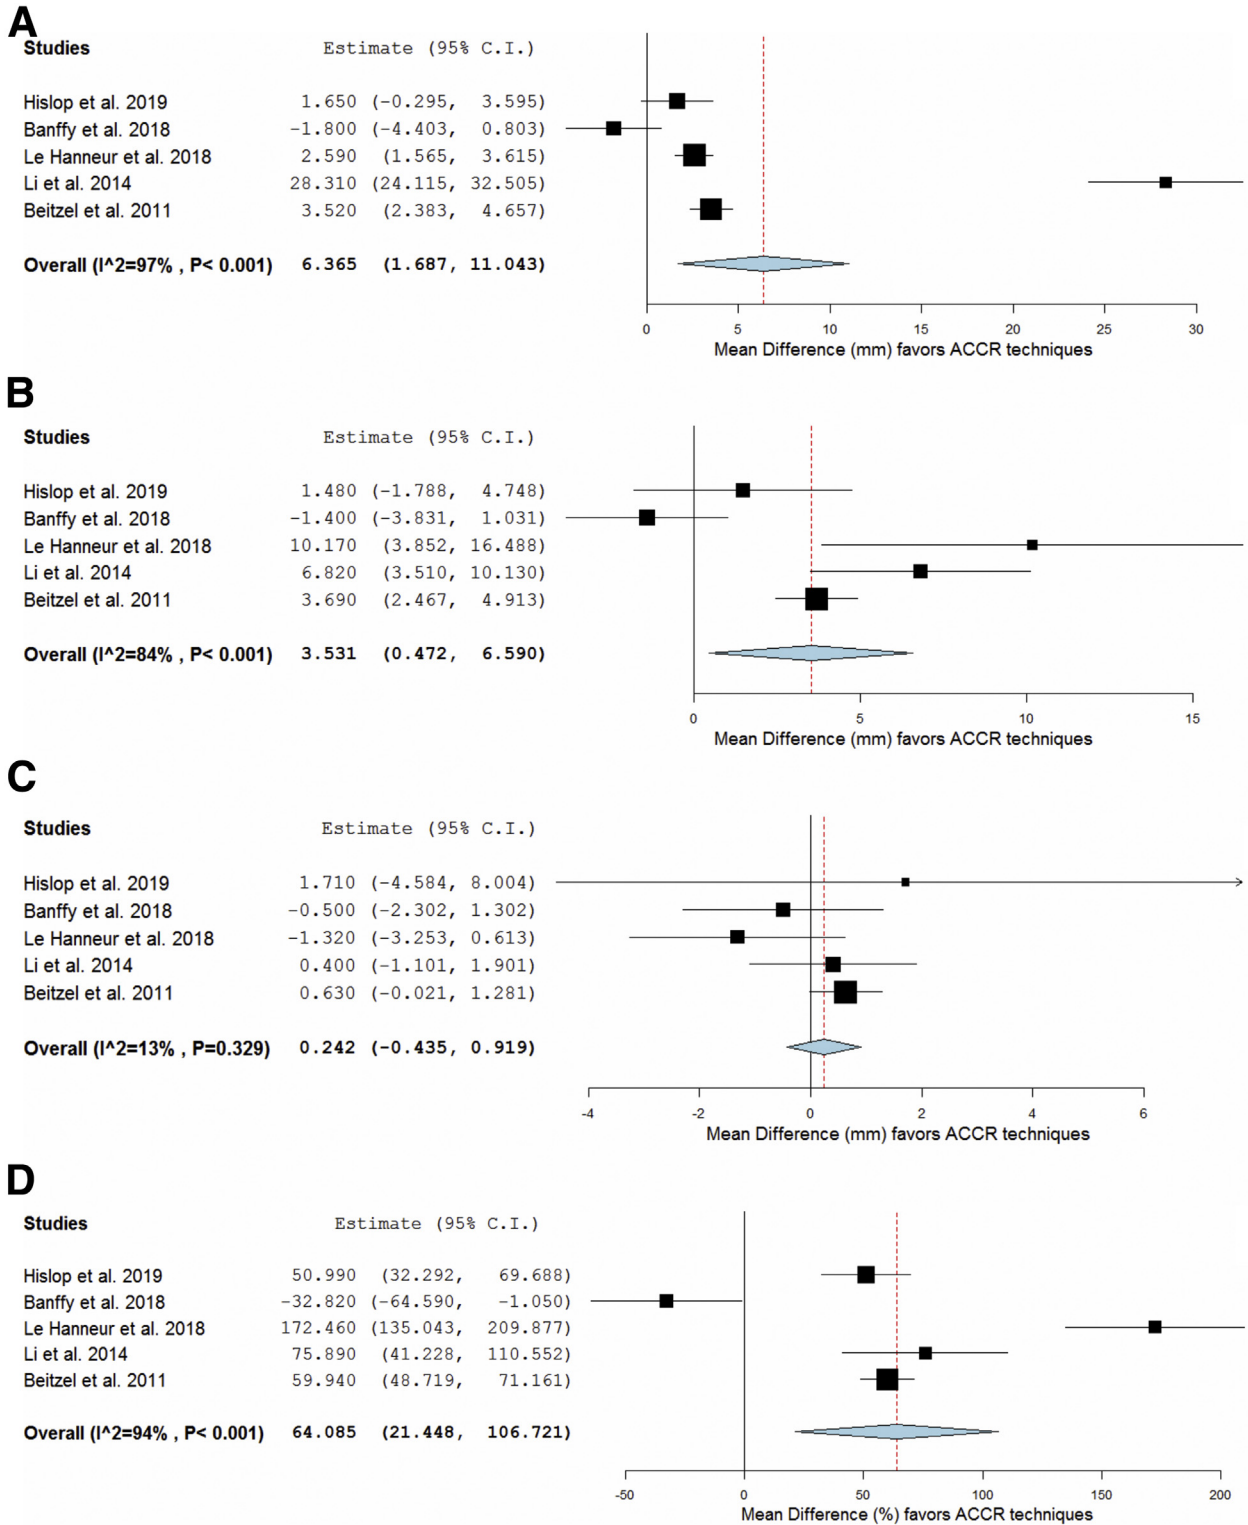 A
Studies Estimate (95% C.I.)
Hislop et al. 2019 1.650 (-0.295, 3.595)
Banffy et al. 2018 -1.800 (-4.403, 0.803)
Le Hanneur et al. 2018 2.590 (1.565, 3.615)
Li et al. 2014 28.310 (24.115, 32.505)
Beitzel et al. 2011 3.520 (2.383, 4.657)
Overall (I^2=97% , P< 0.001) 6.365 (1.687, 11.043)
0 5 10 15 20 25 30
Mean Difference (mm) favors ACCR techniques
B
Studies Estimate (95% C.I.)
Hislop et al. 2019 1.480 (-1.788, 4.748)
Banffy et al. 2018 -1.400 (-3.831, 1.031)
Le Hanneur et al. 2018 10.170 (3.852, 16.488)
Li et al. 2014 6.820 (3.510, 10.130)
Beitzel et al. 2011 3.690 (2.467, 4.913)
Overall (I^2=84% , P< 0.001) 3.531 (0.472, 6.590)
0 5 10 15
Mean Difference (mm) favors ACCR techniques
C
Studies Estimate (95% C.I.)
Hislop et al. 2019 1.710 (-4.584, 8.004)
Banffy et al. 2018 -0.500 (-2.302, 1.302)
Le Hanneur et al. 2018 -1.320 (-3.253, 0.613)
Li et al. 2014 0.400 (-1.101, 1.901)
Beitzel et al. 2011 0.630 (-0.021, 1.281)
Overall (I^2=13% , P=0.329) 0.242 (-0.435, 0.919)
-4 -2 0 2 4 6
Mean Difference (mm) favors ACCR techniques
D
Studies Estimate (95% C.I.)
Hislop et al. 2019 50.990 (32.292, 69.688)
Banffy et al. 2018 -32.820 (-64.590, -1.050)
Le Hanneur et al. 2018 172.460 (135.043, 209.877)
Li et al. 2014 75.890 (41.228, 110.552)
Beitzel et al. 2011 59.940 (48.719, 71.161)
Overall (I^2=94% , P< 0.001) 64.085 (21.448, 106.721)
-50 0 50 100 150 200
Mean Difference (%) favors ACCR techniques